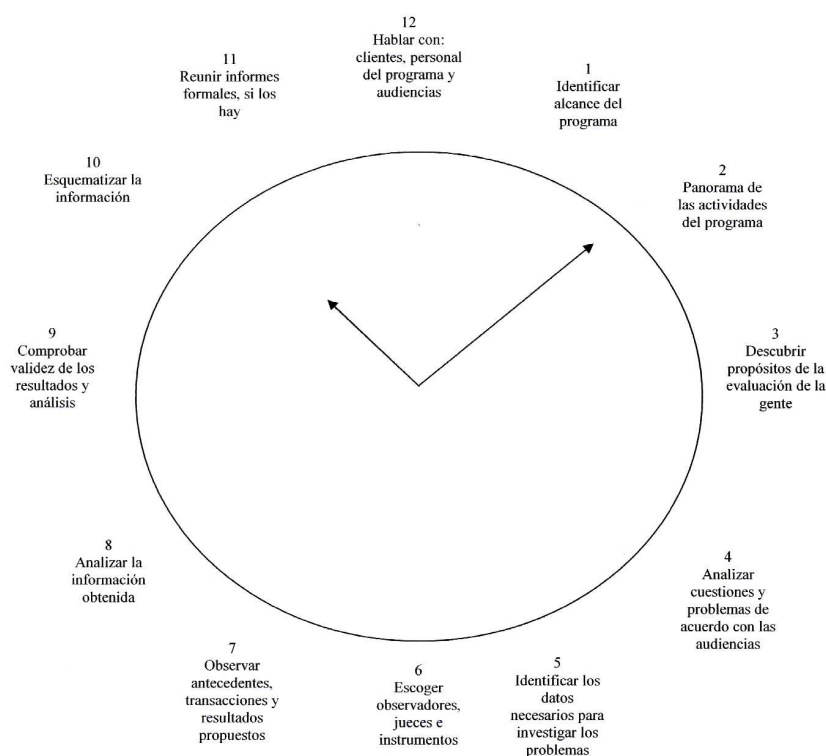 12
Hablar con:
clientes, personal
del programa y
audiencias
1
Identificar
alcance del
programa
2
Panorama de
las actividades
del programa
3
Descubrir
propósitos de la
evaluación de la
gente
4
Analizar
cuestiones y
problemas de
acuerdo con las
audiencias
5
Identificar los
datos
necesarios para
investigar los
problemas
6
Escoger
observadores,
jueces e
instrumentos
7
Observar
antecedentes,
transacciones y
resultados
propuestos
8
Analizar la
información
obtenida
9
Comprobar
validez de los
resultados y
análisis
10
Esquematizar la
información
11
Reunir informes
formales, si los
hay